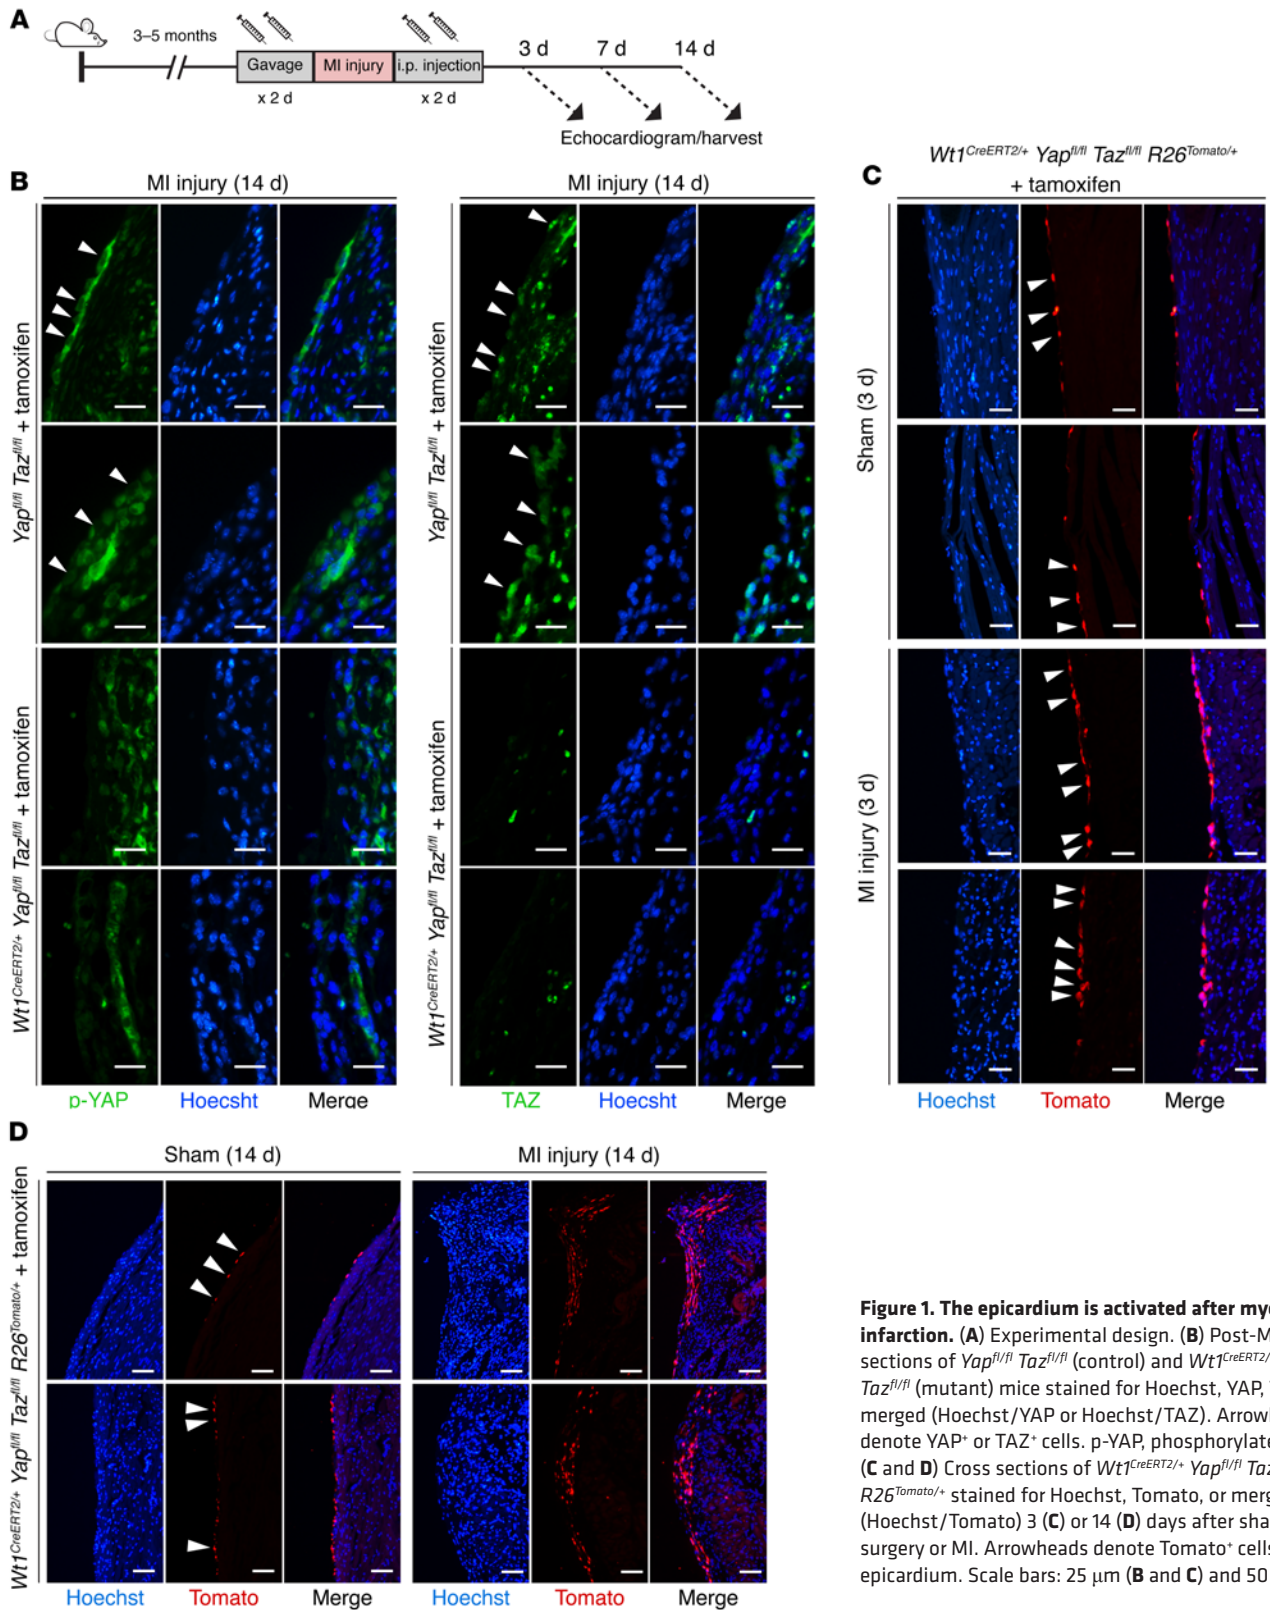 A
3–5 months
Gavage
MI injury
i.p. injection
3 d
7 d
14 d
x 2 d
x 2 d
Echocardiogram/harvest
B
MI injury (14 d)
MI injury (14 d)
Yapfl/fl Tazfl/fl + tamoxifen
Wt1CreERT2/+ Yapfl/fl Tazfl/fl + tamoxifen
Yapfl/fl Tazfl/fl + tamoxifen
Wt1CreERT2/+ Yapfl/fl Tazfl/fl + tamoxifen
p-YAP
Hoecsht
Merge
TAZ
Hoecsht
Merge
C
Wt1CreERT2/+ Yapfl/fl Tazfl/fl R26Tomato/+
+ tamoxifen
Sham (3 d)
MI injury (3 d)
Hoechst
Tomato
Merge
D
Sham (14 d)
MI injury (14 d)
Wt1CreERT2/+ Yapfl/fl Tazfl/fl R26Tomato/+ + tamoxifen
Hoechst
Tomato
Merge
Hoechst
Tomato
Merge
Figure 1. The epicardium is activated after
infarction. (A) Experimental design. (B) Post-M
sections of Yapfl/fl Tazfl/fl (control) and Wt1CreERT2/
Tazfl/fl (mutant) mice stained for Hoechst, YAP,
merged (Hoechst/YAP or Hoechst/TAZ).
denote YAP+ or TAZ+ cells. p-YAP, phosphorylate
(C and D) Cross sections of Wt1CreERT2/+ Yapfl/fl Taz
R26Tomato/+ stained for Hoechst, Tomato, or
(Hoechst/Tomato) 3 (C) or 14 (D) days after
surgery or MI. Arrowheads denote Tomato+ cells
epicardium. Scale bars: 25 μm (B and C) and 50